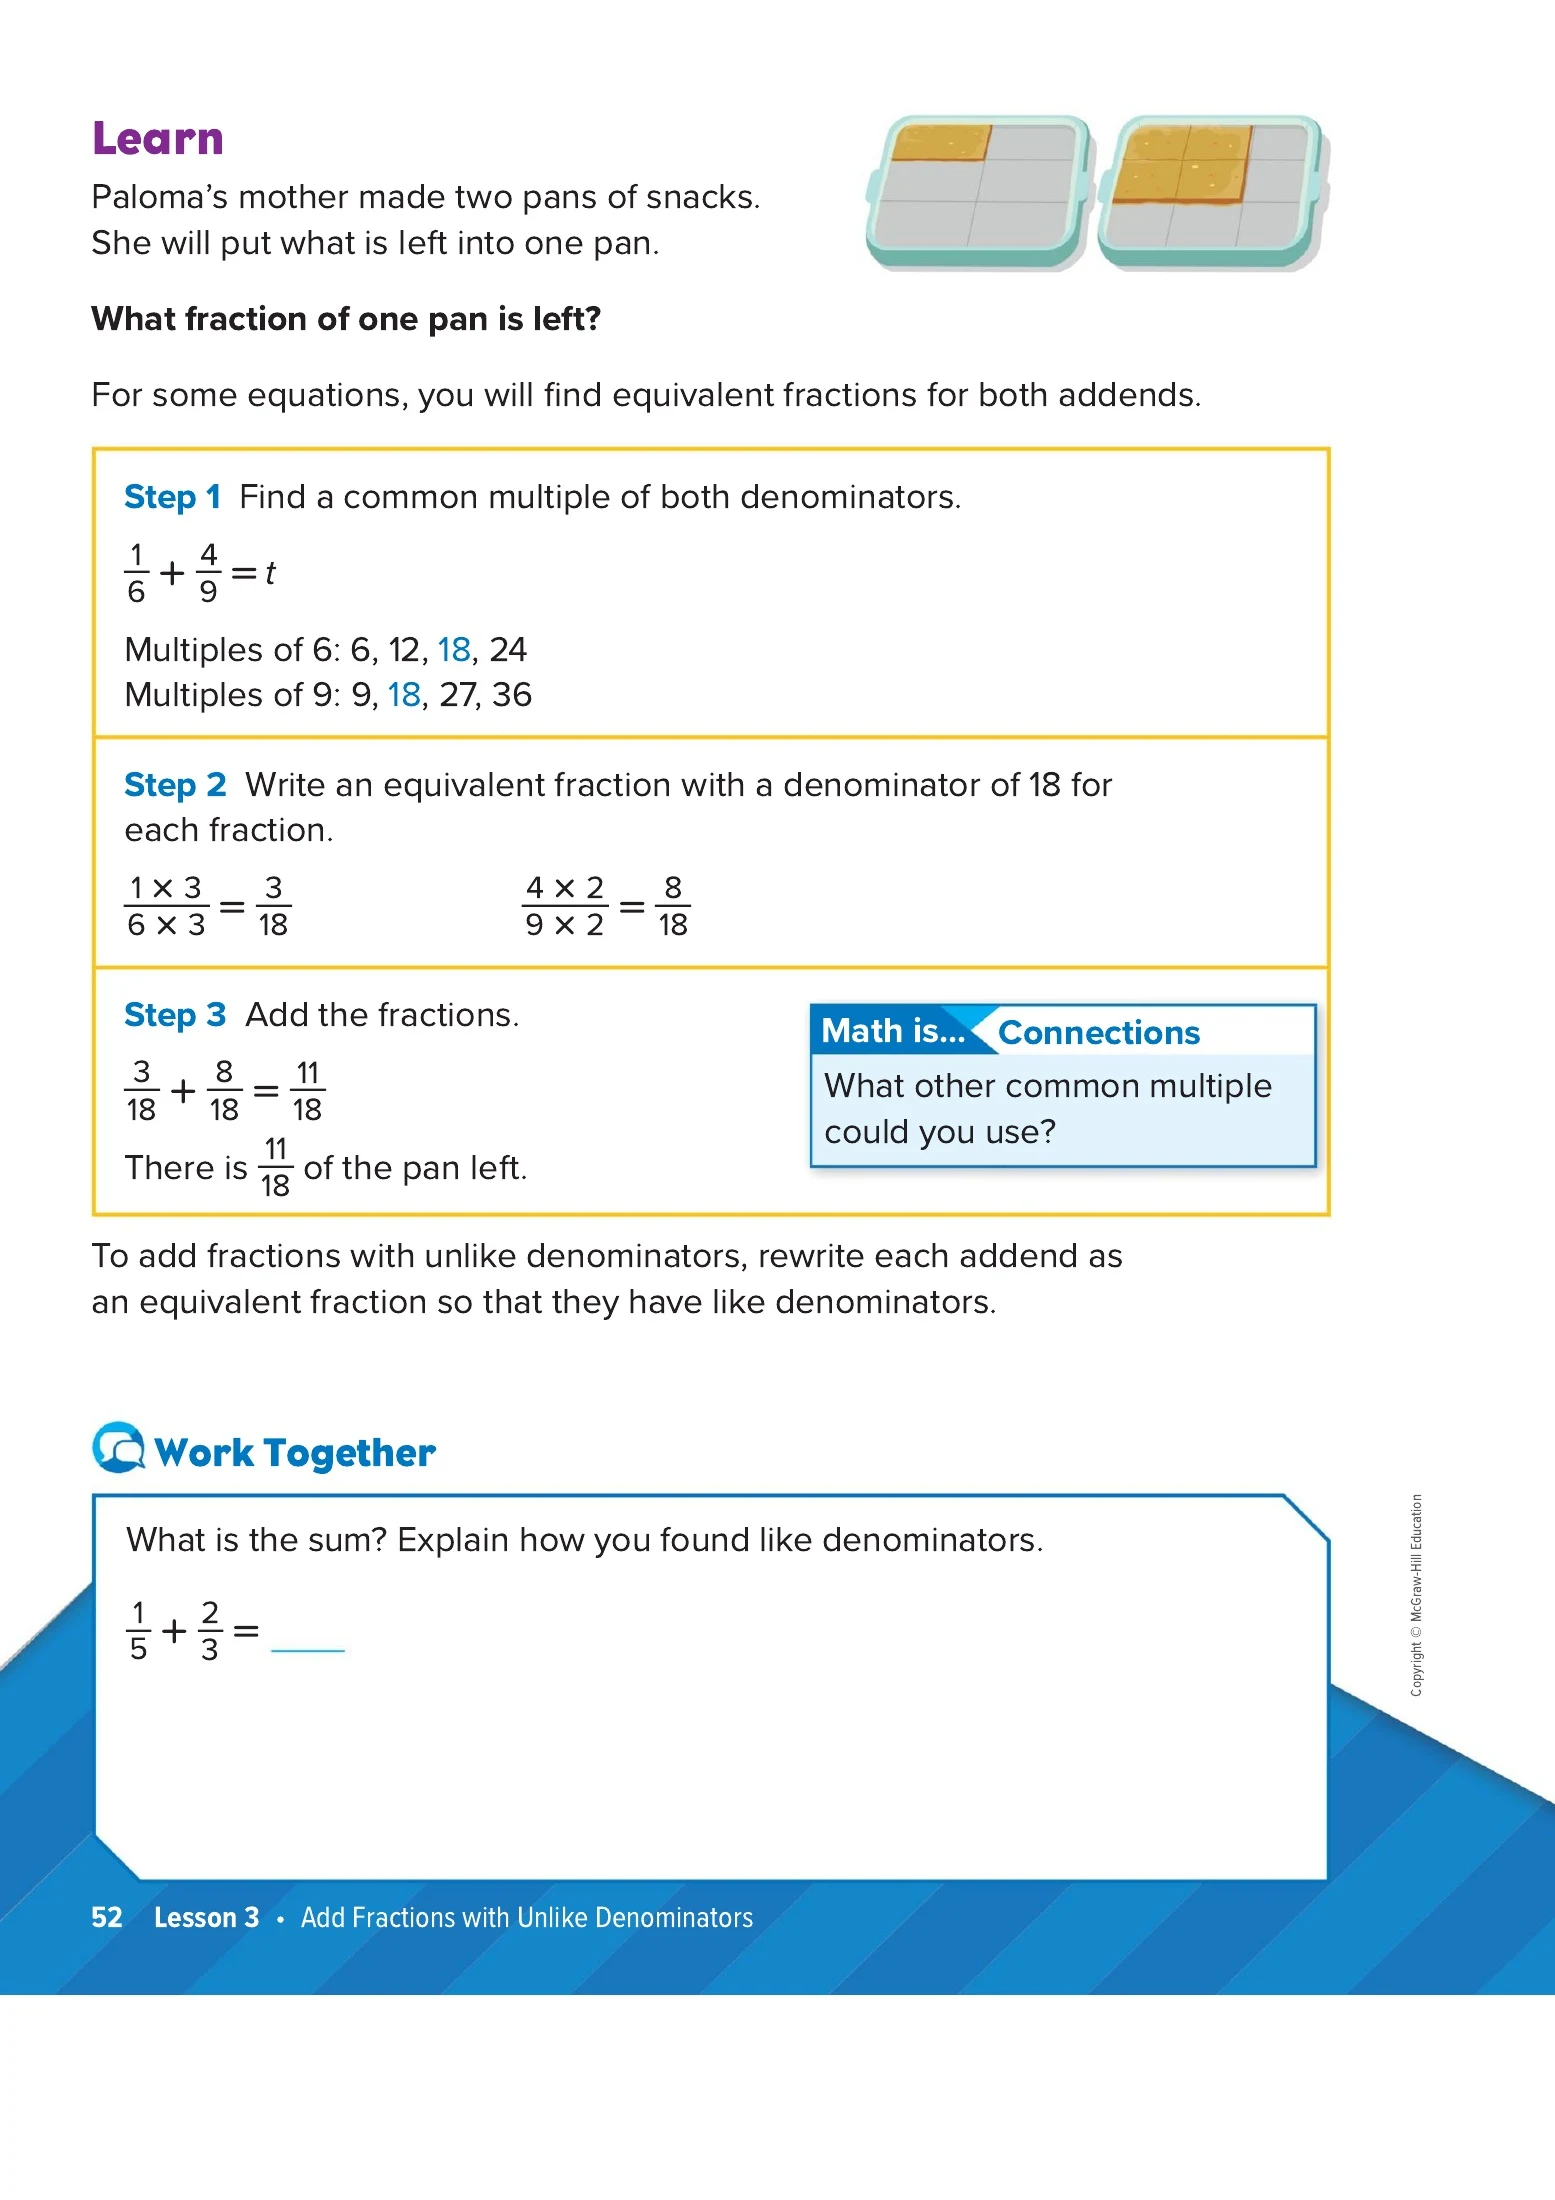 Learn
Paloma's mother made two pans of snacks.
She will put what is left into one pan.
What fraction of one pan is left?
For some equations, you will find equivalent fractions for both addends.
Step 1 Find a common multiple of both denominators.
1/6 + 4/9 = t
Multiples of 6: 6, 12, 18, 24
Multiples of 9: 9, 18, 27, 36
Step 2 Write an equivalent fraction with a denominator of 18 for
each fraction.
1 × 3 / 6 × 3 = 3/18 4 × 2 / 9 × 2 = 8/18
Step 3 Add the fractions.
3/18 + 8/18 = 11/18
There is 11/18 of the pan left.
Math is... Connections
What other common multiple
could you use?
To add fractions with unlike denominators, rewrite each addend as
an equivalent fraction so that they have like denominators.
Work Together
What is the sum? Explain how you found like denominators.
1/5 + 2/3 = ____
Copyright © McGraw-Hill Education
52 Lesson 3 • Add Fractions with Unlike Denominators